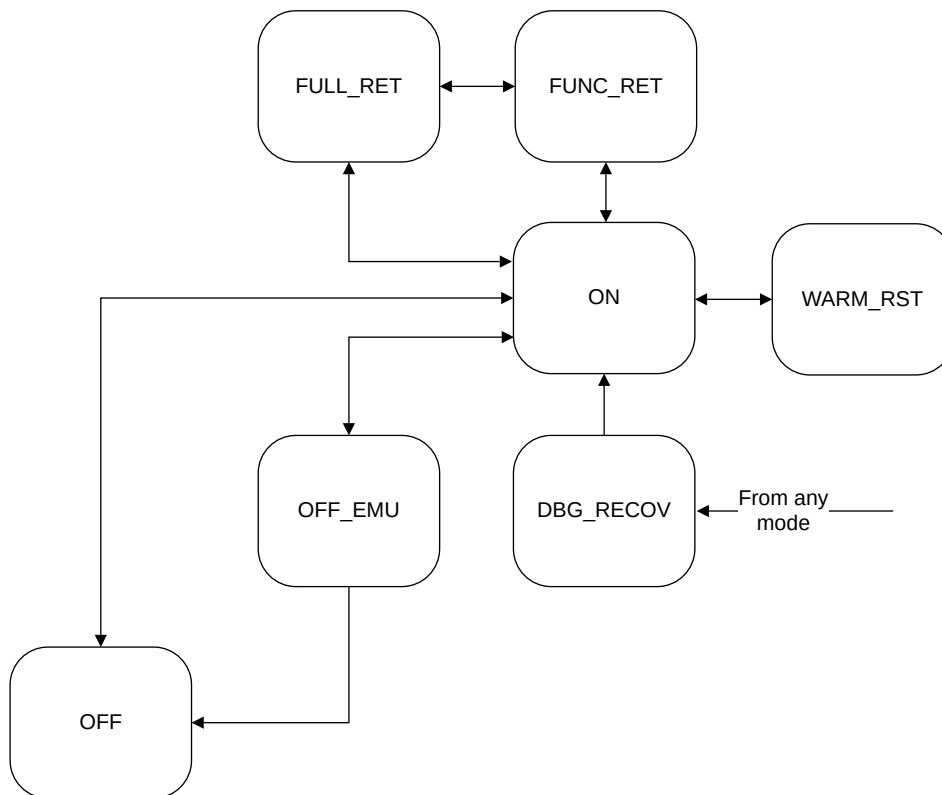 FULL_RET
FUNC_RET
ON
WARM_RST
OFF_EMU
DBG_RECOV
From any
mode
OFF